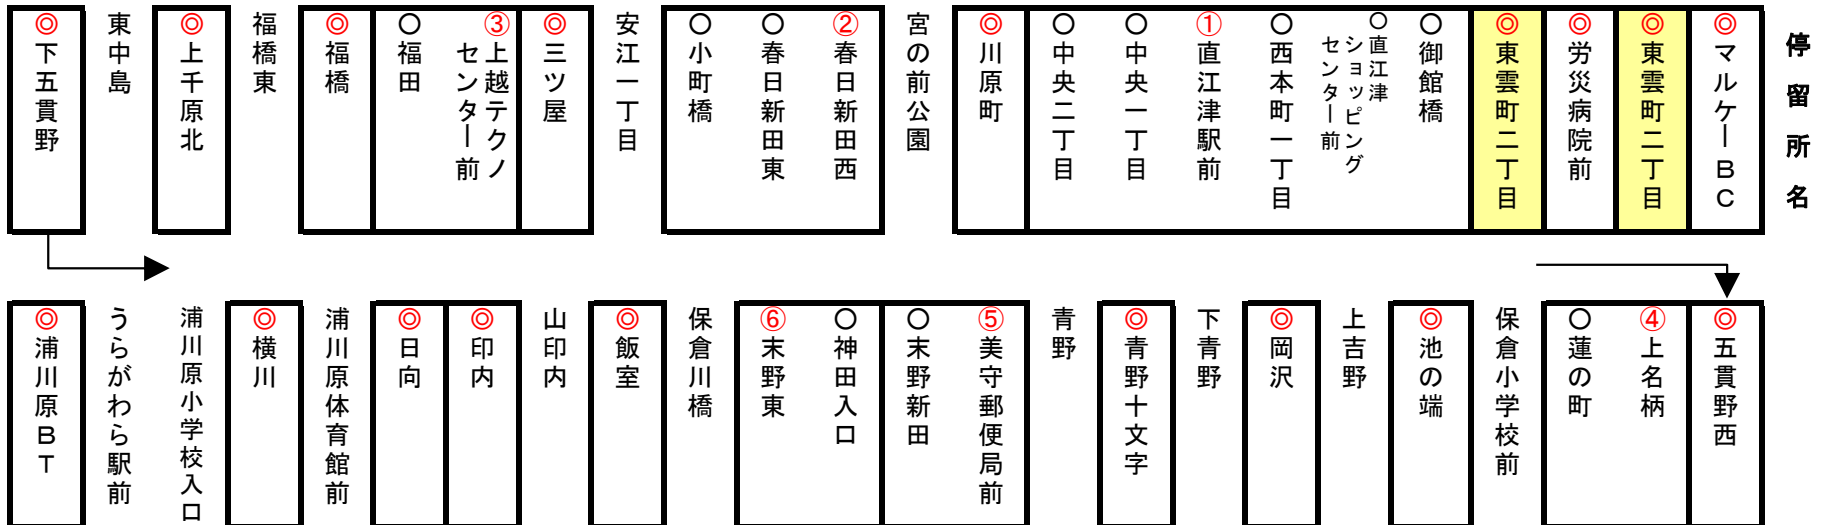 停留所名
◎マルケーBC
◎東雲町二丁目
◎労災病院前
◎東雲町二丁目
○御館橋
○直江津
ショッピング
センター前
○西本町一丁目
①直江津駅前
○中央一丁目
○中央二丁目
◎川原町
宮の前公園
②春日新田西
○春日新田東
○小町橋
安江一丁目
◎三ツ屋
③上越テクノ
センター前
○福田
◎福橋
福橋東
◎上千原北
東中島
◎下五貫野
◎五貫野西
④上名柄
○蓮の町
保倉小学校前
◎池の端
上吉野
◎岡沢
下青野
◎青野十文字
青野
⑤美守郵便局前
○末野新田
○神田入口
⑥末野東
保倉川橋
◎飯室
山印内
◎印内
◎日向
浦川原体育館前
◎横川
浦川原小学校入口
うらがわら駅前
◎浦川原BT